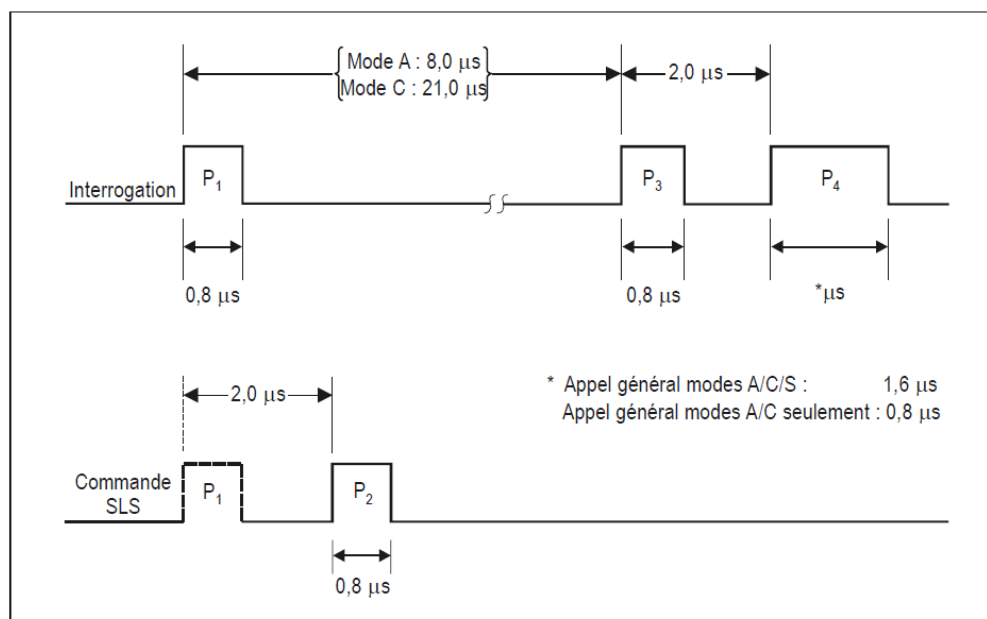 Mode A : 8,0 μs
Mode C : 21,0 μs
2,0 μs
Interrogation
P1
P3
P4
0,8 μs
0,8 μs
*μs
2,0 μs
* Appel général modes A/C/S : 1,6 μs
Appel général modes A/C seulement : 0,8 μs
Commande
SLS
P1
P2
0,8 μs